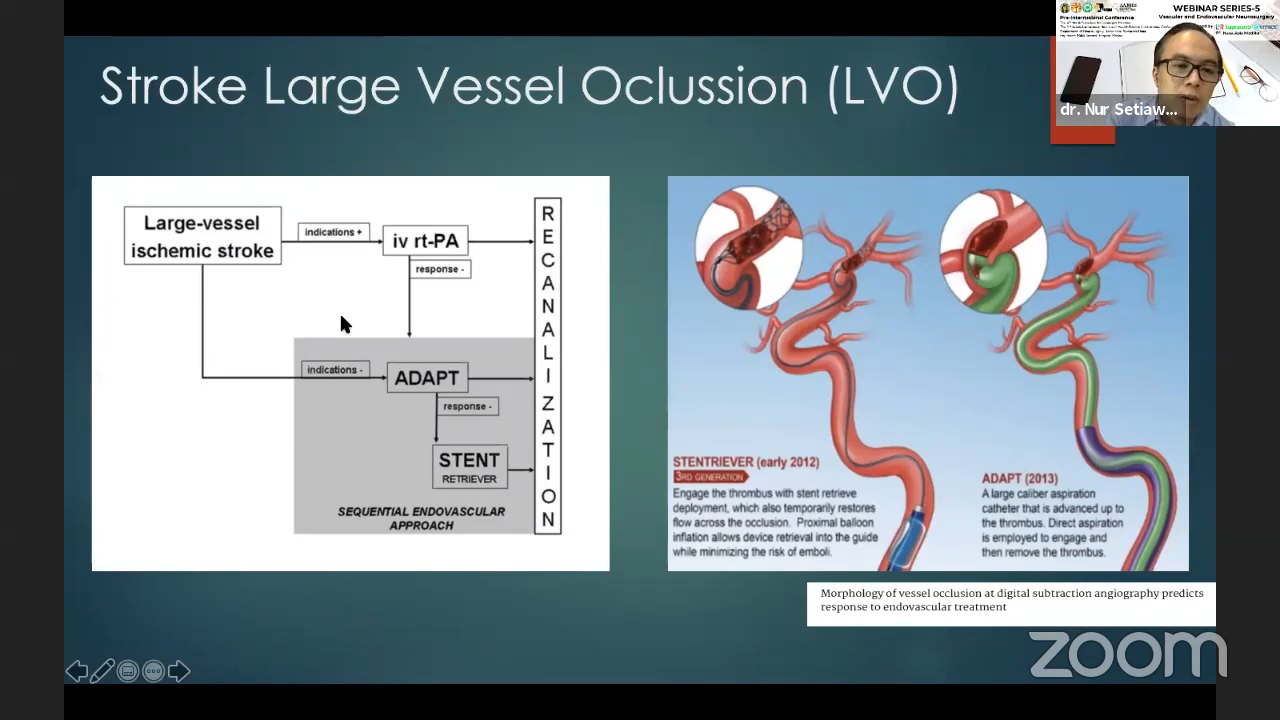 WEBINAR SERIES-5
Pre-International Conference
Vascular and Endovascular Neurosurgery
dr. Nur Setiaw...
Stroke Large Vessel Oclussion (LVO)
Large-vessel
ischemic stroke
indications +
iv rt-PA
response -
indications -
ADAPT
response -
STENT
RETRIEVER
SEQUENTIAL ENDOVASCULAR
APPROACH
RECANALIZATION
STENTRIEVER (early 2012)
3RD GENERATION
Engage the thrombus with stent retrieve
deployment, which also temporarily restores
flow across the occlusion. Proximal balloon
inflation allows device retrieval into the guide
while minimizing the risk of emboli.
ADAPT (2013)
A large caliber aspiration
catheter that is advanced up to
the thrombus. Direct aspiration
is employed to engage and
then remove the thrombus.
Morphology of vessel occlusion at digital subtraction angiography predicts
response to endovascular treatment
zoom